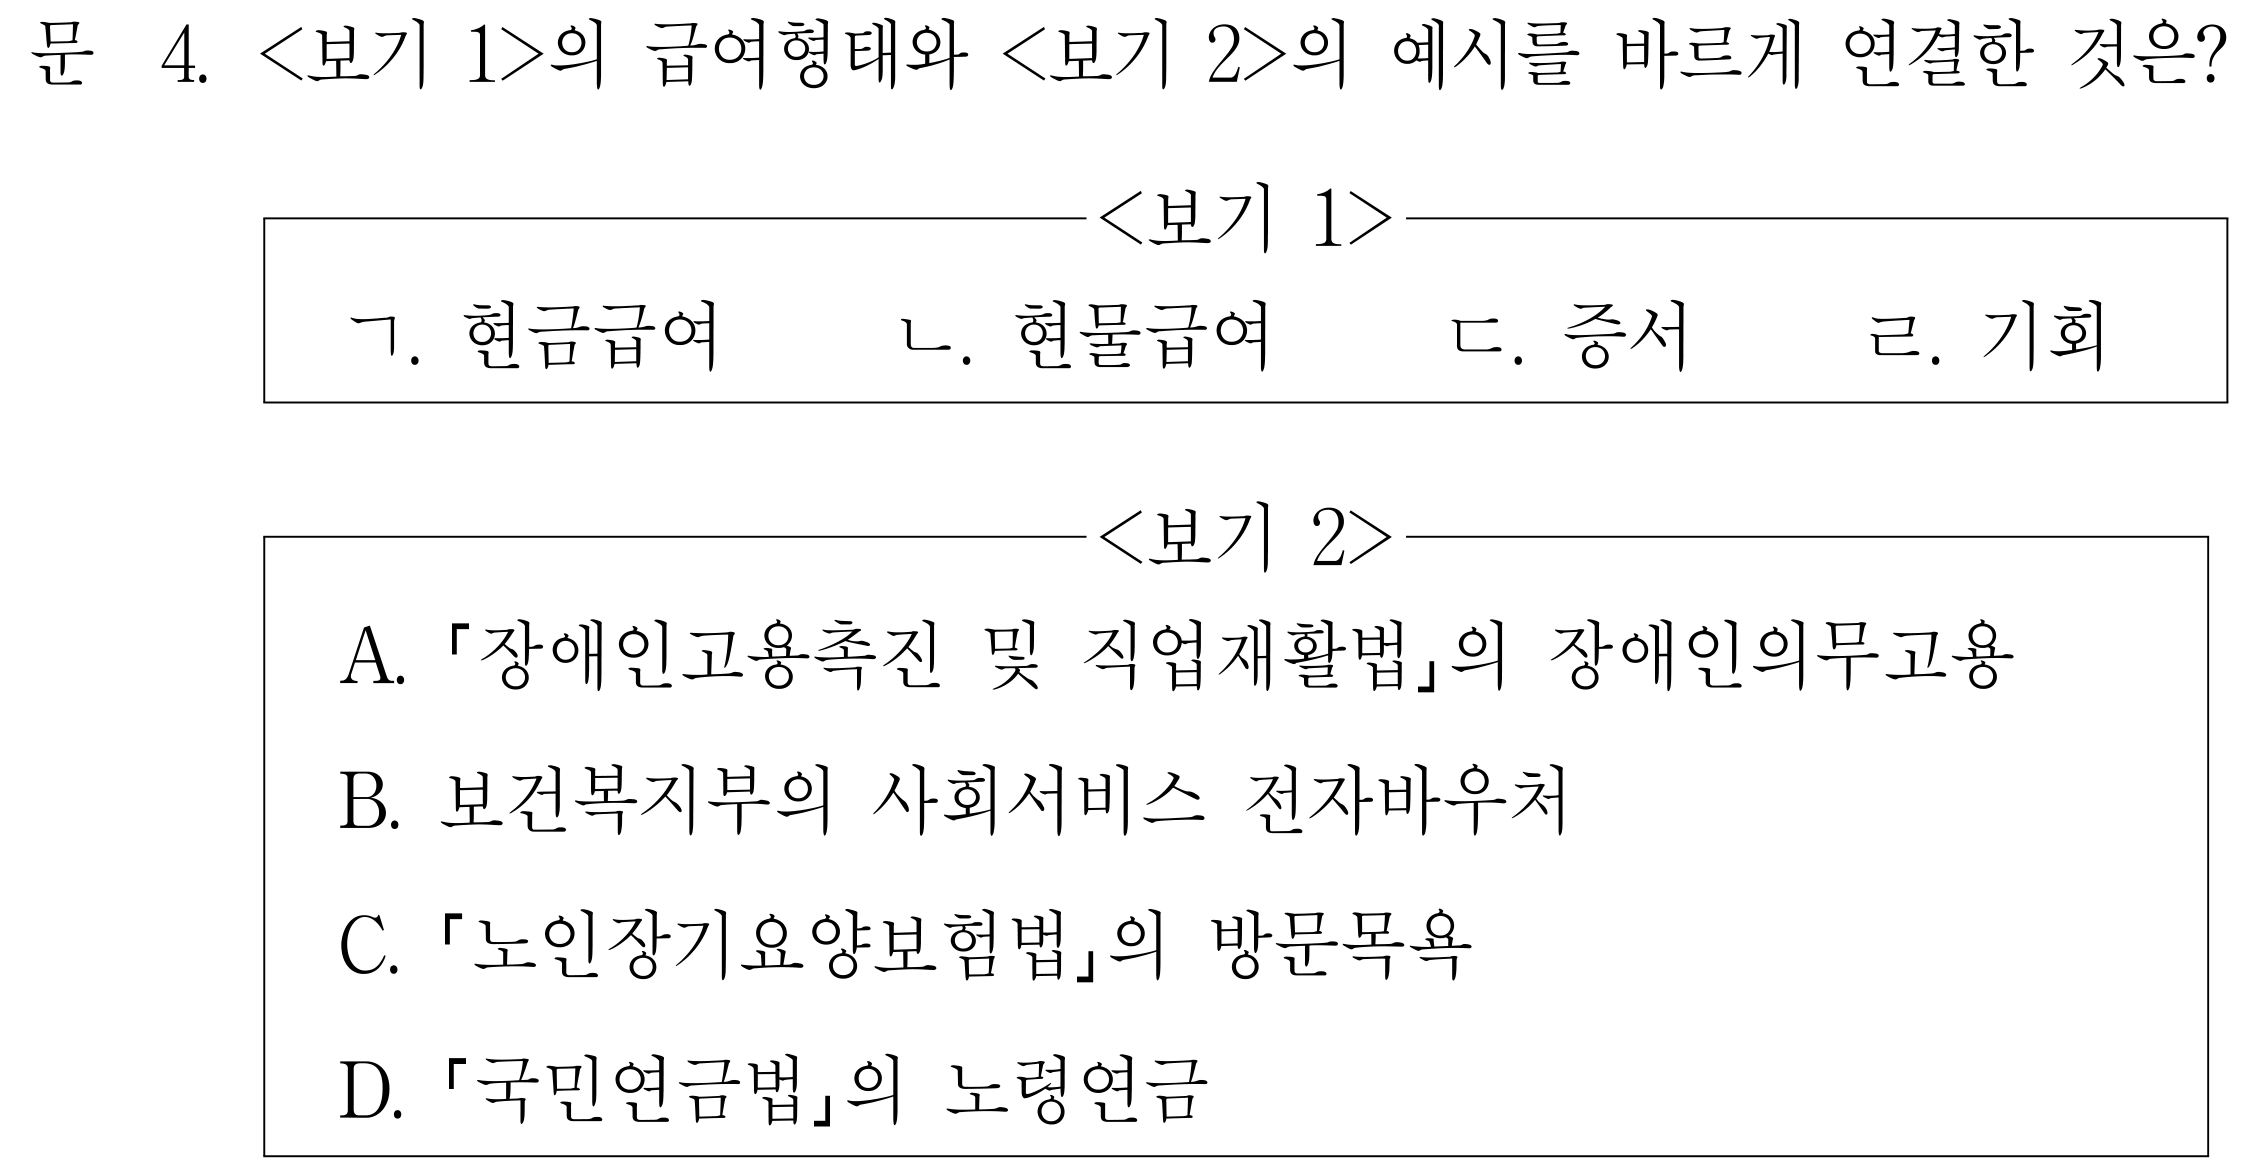 문 4. <보기 1>의 급여형태와 <보기 2>의 예시를 바르게 연결한 것은?
<보기 1>
ㄱ. 현금급여 ㄴ. 현물급여 ㄷ. 증서 ㄹ. 기회
<보기 2>
A. ｢장애인고용촉진 및 직업재활법｣의 장애인의무고용
B. 보건복지부의 사회서비스 전자바우처
C. ｢노인장기요양보험법｣의 방문목욕
D. ｢국민연금법｣의 노령연금